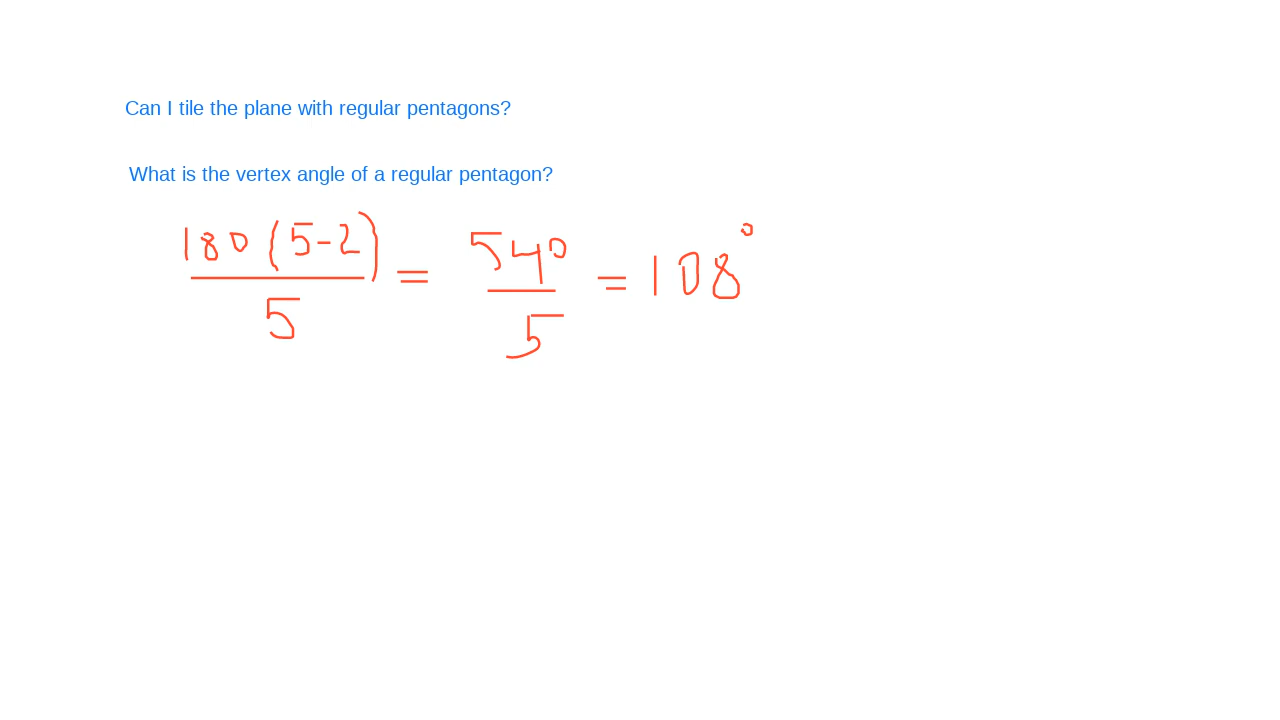 Can I tile the plane with regular pentagons?
What is the vertex angle of a regular pentagon?
180(5-2)/5 = 540/5 = 108°